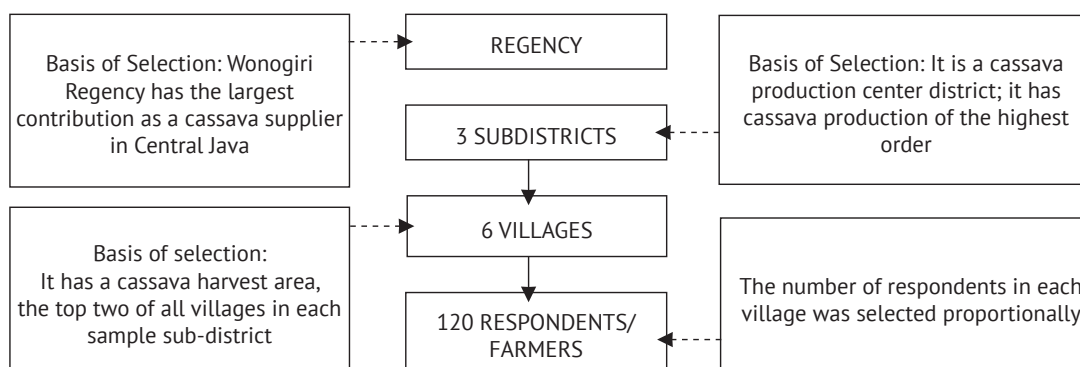 Basis of Selection: Wonogiri
Regency has the largest
contribution as a cassava supplier
in Central Java
REGENCY
Basis of Selection: It is a cassava
production center district; it has
cassava production of the highest
order
3 SUBDISTRICTS
Basis of selection:
It has a cassava harvest area,
the top two of all villages in each
sample sub-district
6 VILLAGES
120 RESPONDENTS/
FARMERS
The number of respondents in each
village was selected proportionally